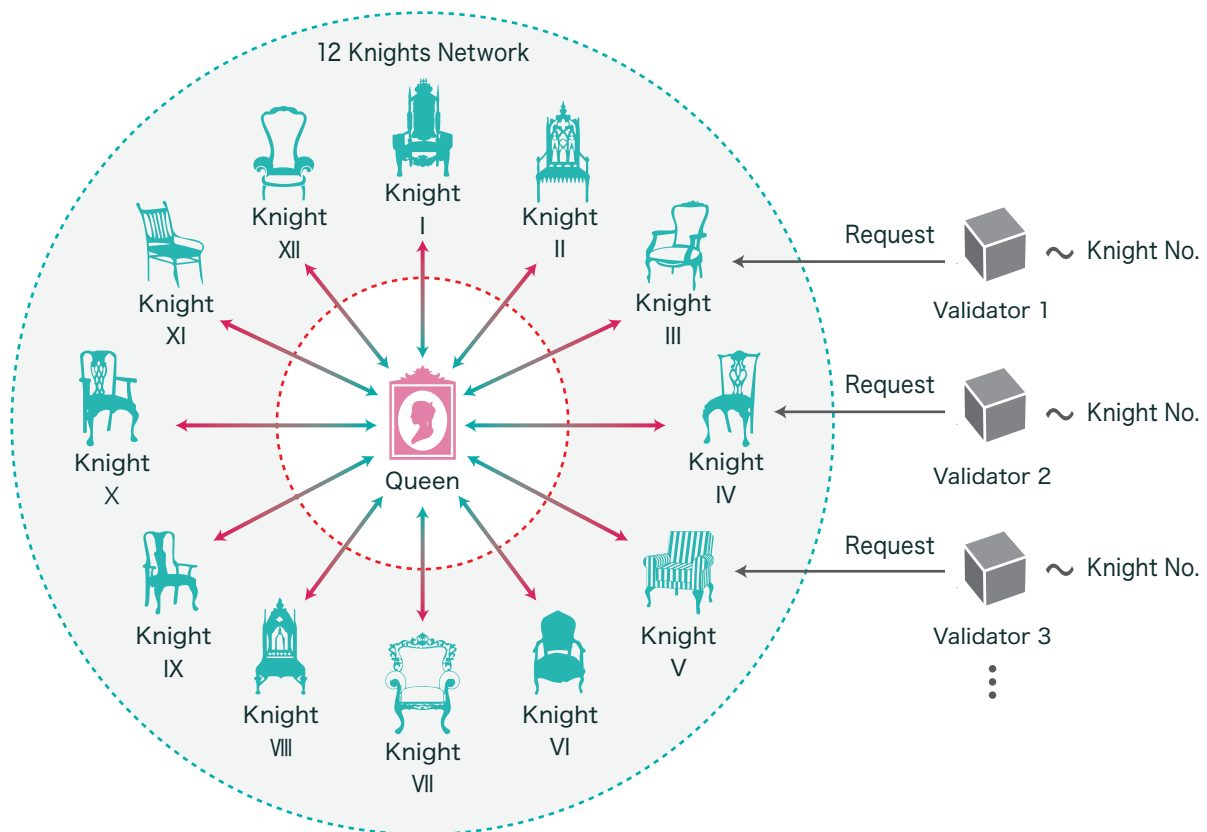 12 Knights Network
Knight
I
Knight
II
Knight
III
Knight
IV
Knight
V
Knight
VI
Knight
VII
Knight
VIII
Knight
IX
Knight
X
Knight
XI
Knight
XII
Queen
Request
~ Knight No.
Validator 1
Request
~ Knight No.
Validator 2
Request
~ Knight No.
Validator 3